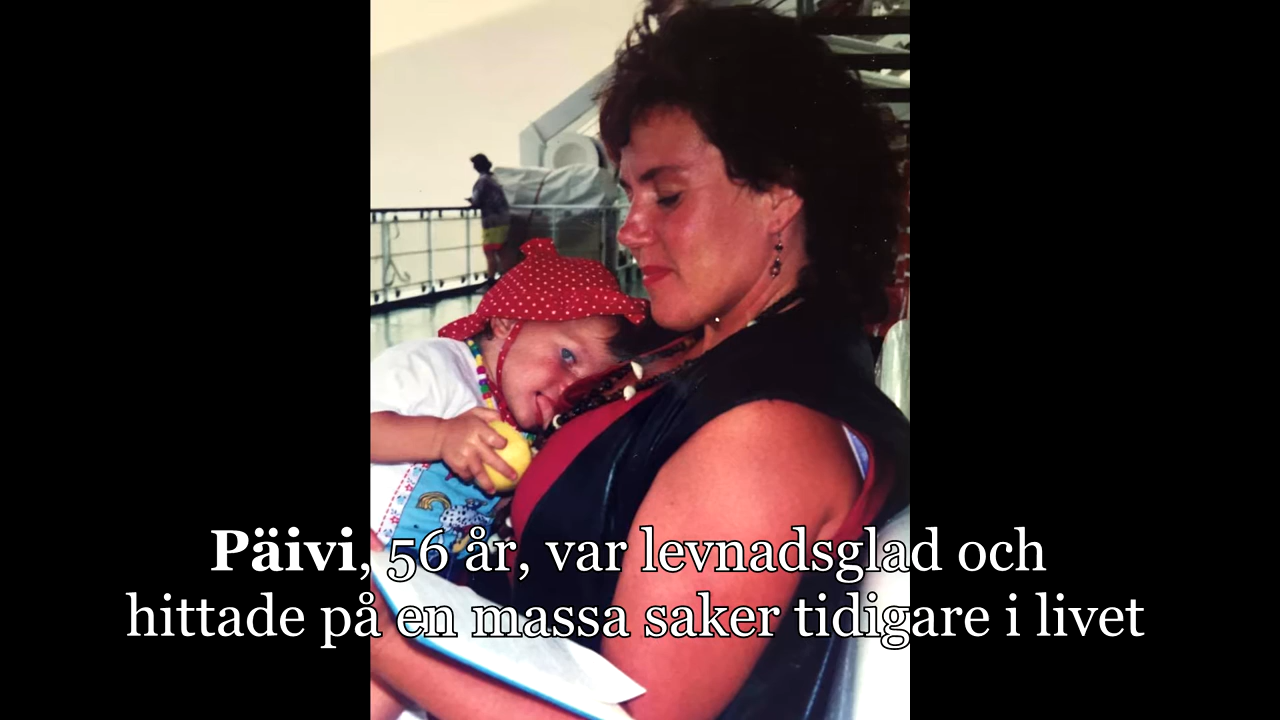 Päivi, 56 år, var levnadsglad och
hittade på en massa saker tidigare i livet